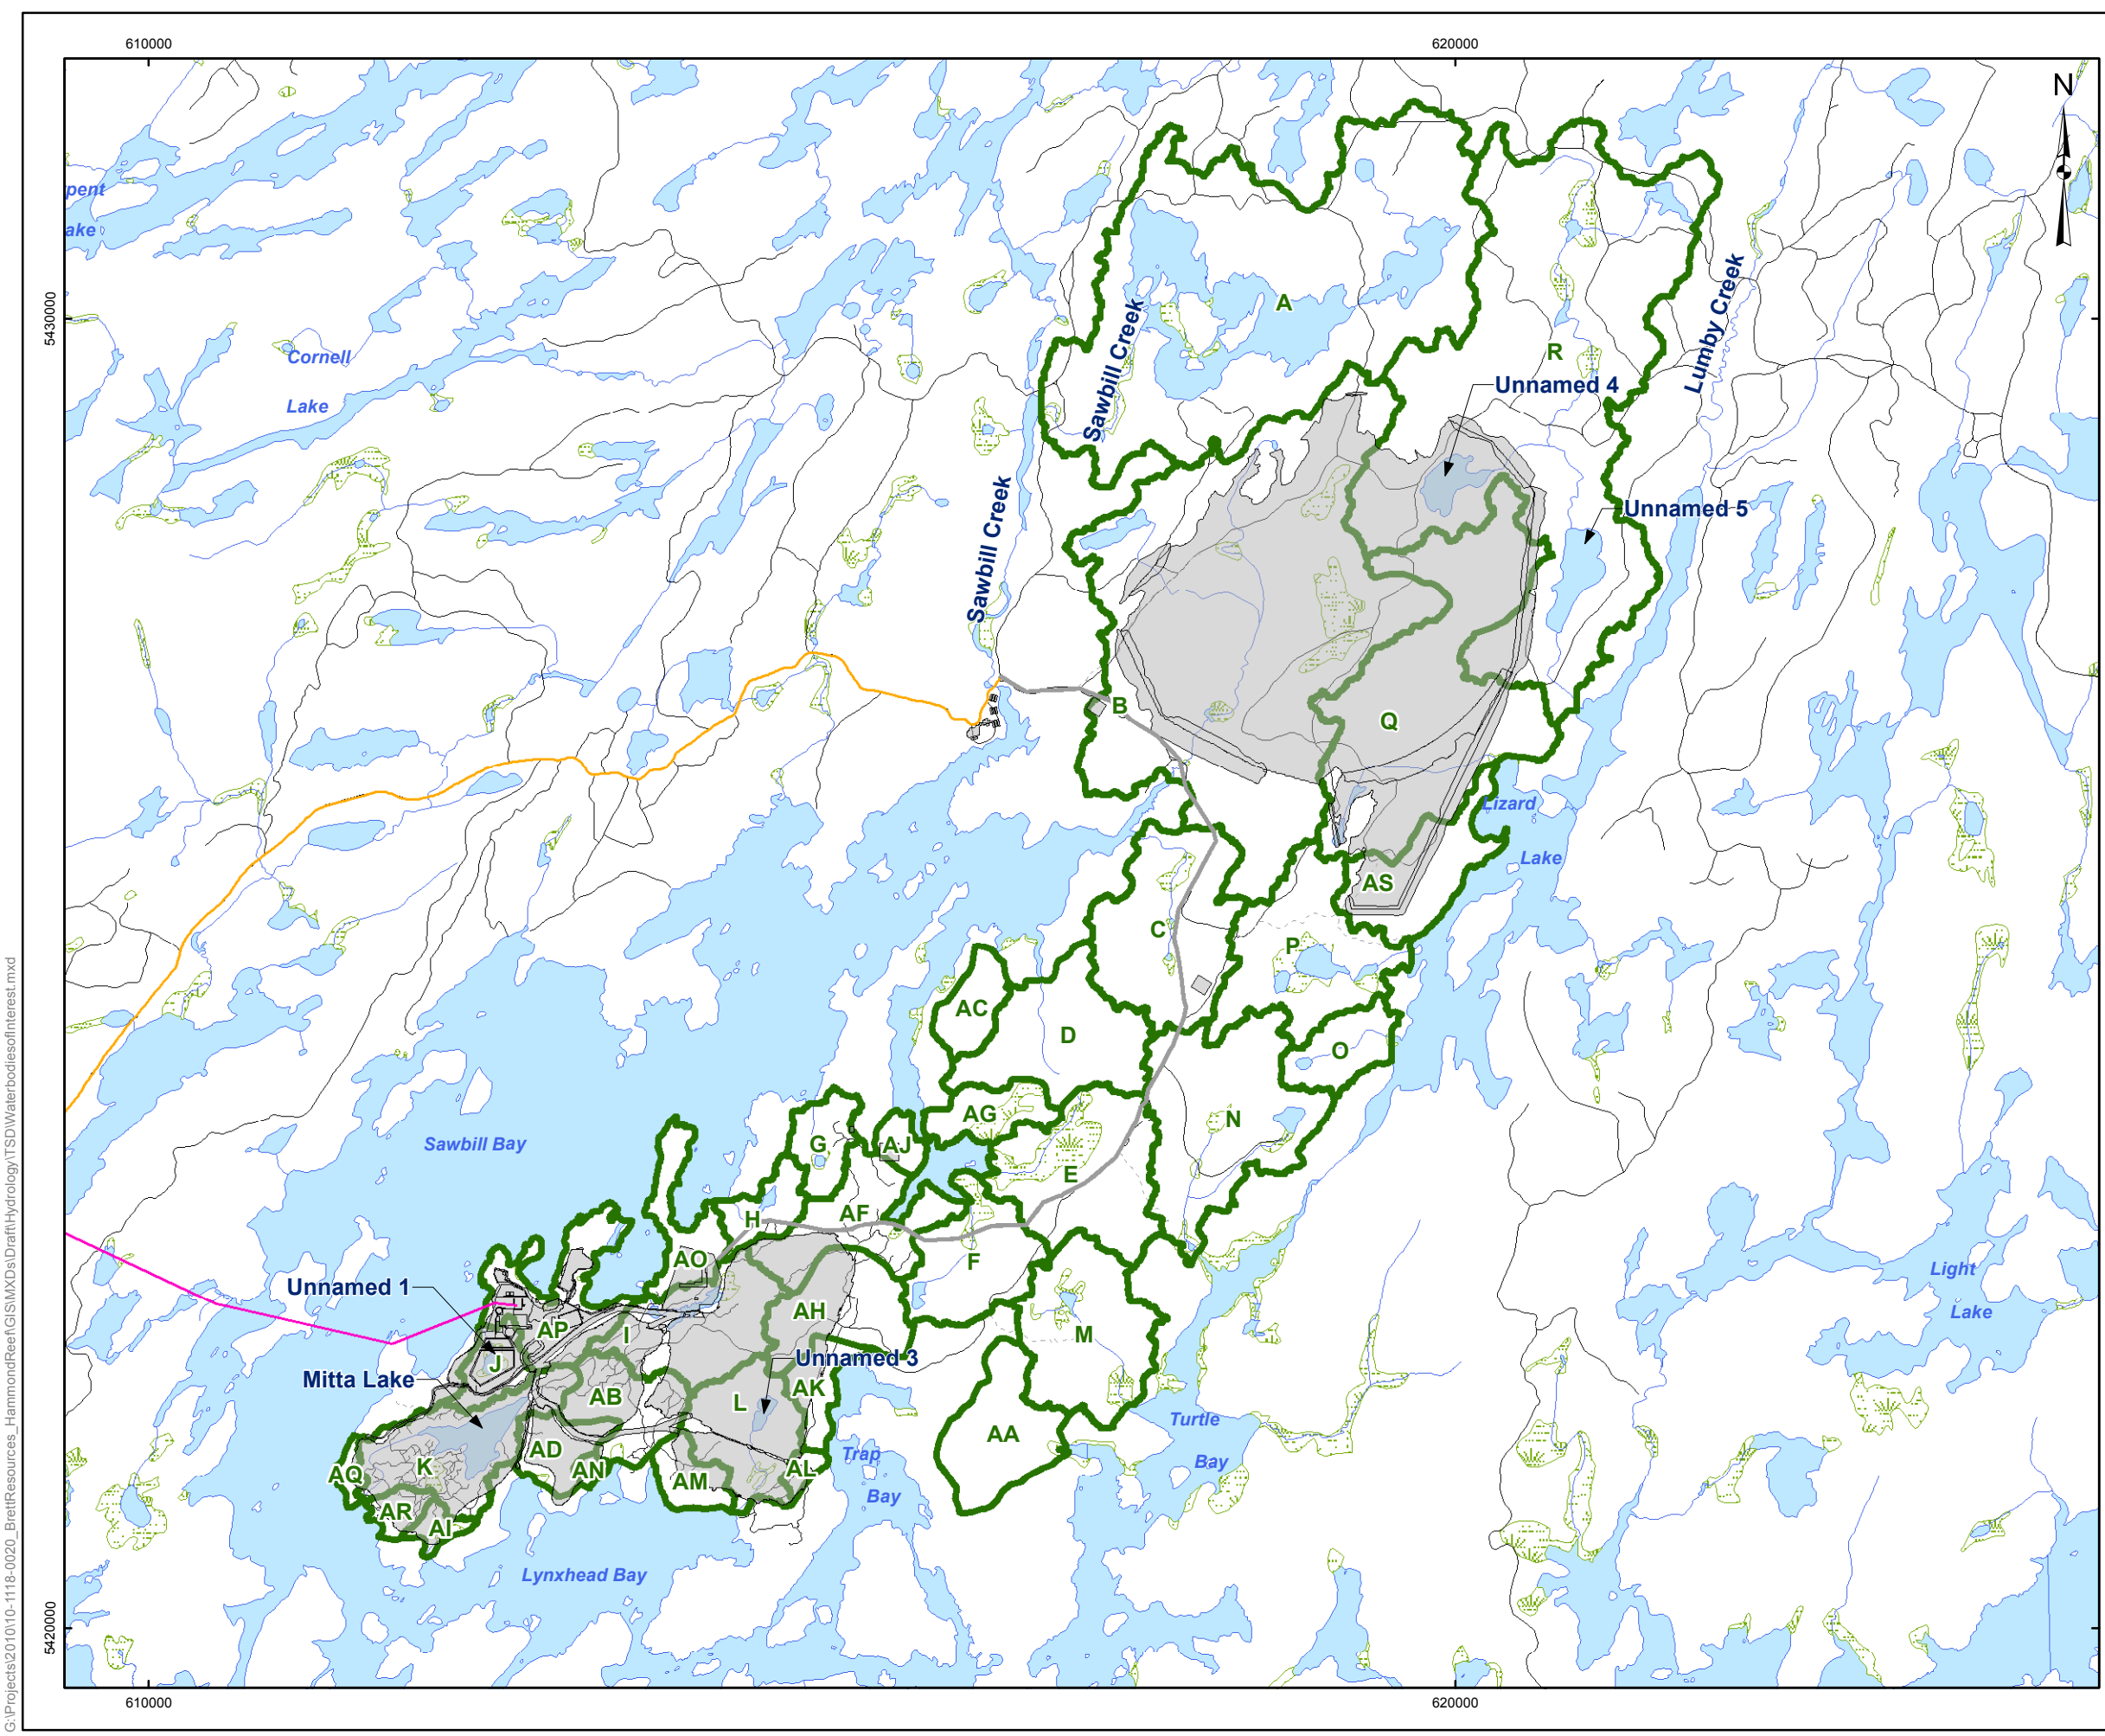 610000
620000
N
pent
ake
5430000
Cornell
Lake
Sawbill Creek
A
Lumby Creek
R
Unnamed 4
Sawbill Creek
Unnamed 5
B
Q
Lizard
Lake
AS
C
P
AC
D
O
AG
N
Sawbill Bay
G
AJ
E
H
AF
AO
F
Light
Lake
Unnamed 1
AH
AP
I
M
J
Unnamed 3
Mitta Lake
AB
L
AK
Turtle
Bay
AA
AD
Trap
Bay
AN
AQ
K
AM
AL
AR
AI
Lynxhead Bay
5420000
610000
620000
G:\Projects\2010\10-1118-0020_BrettResources_HammondReef\GIS\MXDs\Draft\Hydrology\TSD\WaterbodiesofInterest.mxd